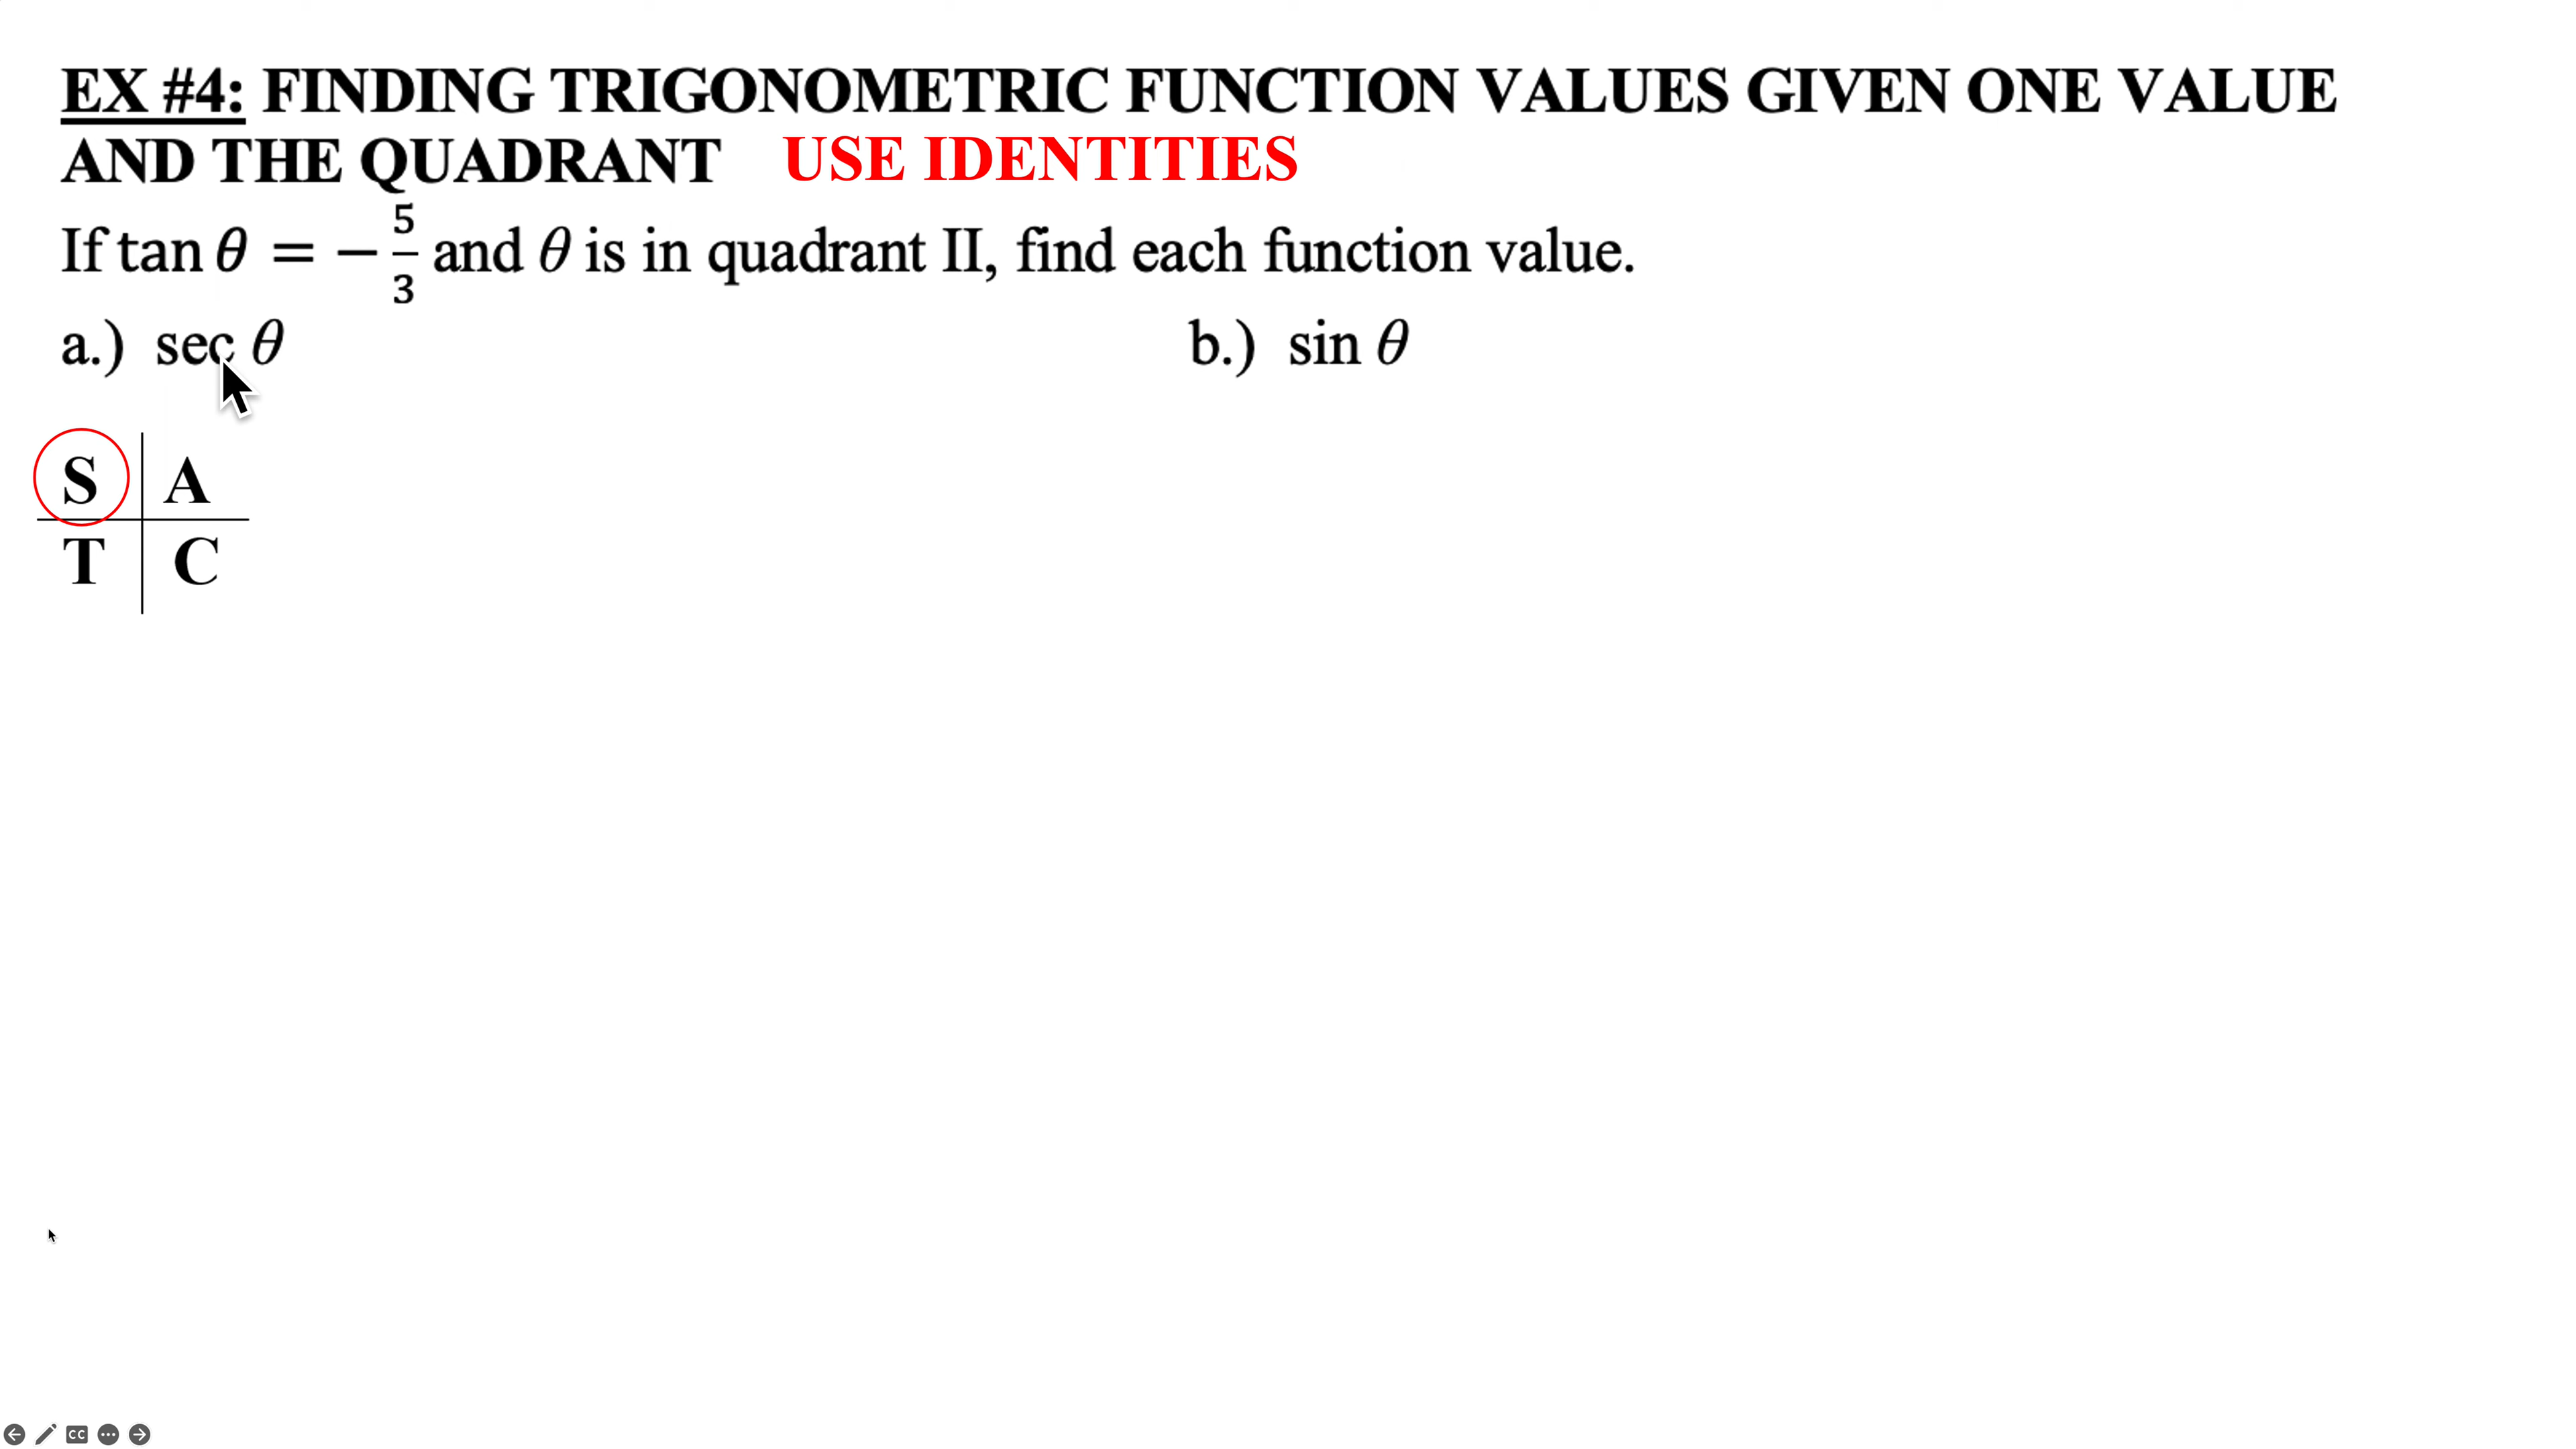 EX #4: FINDING TRIGONOMETRIC FUNCTION VALUES GIVEN ONE VALUE
AND THE QUADRANT USE IDENTITIES
If tan θ = − 5/3 and θ is in quadrant II, find each function value.
a.) sec θ b.) sin θ
S A
T C
CC